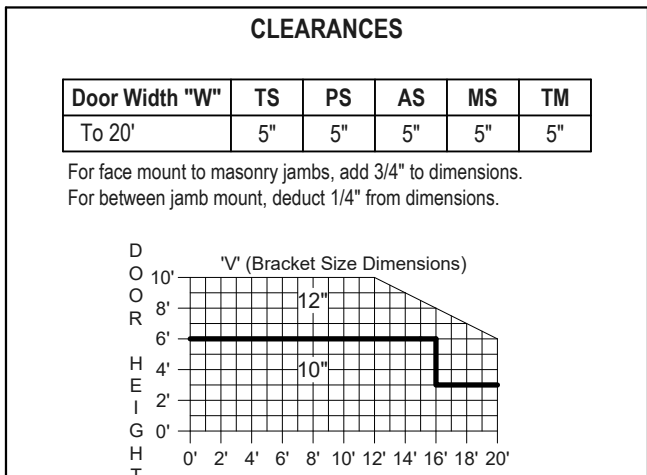 CLEARANCES
Door Width "W" TS PS AS MS TM
To 20' 5" 5" 5" 5" 5"
For face mount to masonry jambs, add 3/4" to dimensions.
For between jamb mount, deduct 1/4" from dimensions.
'V' (Bracket Size Dimensions)
DOOR HEIGHT
10'
12"
8'
6'
4'
10"
2'
0'
0' 2' 4' 6' 8' 10' 12' 14' 16' 18' 20'